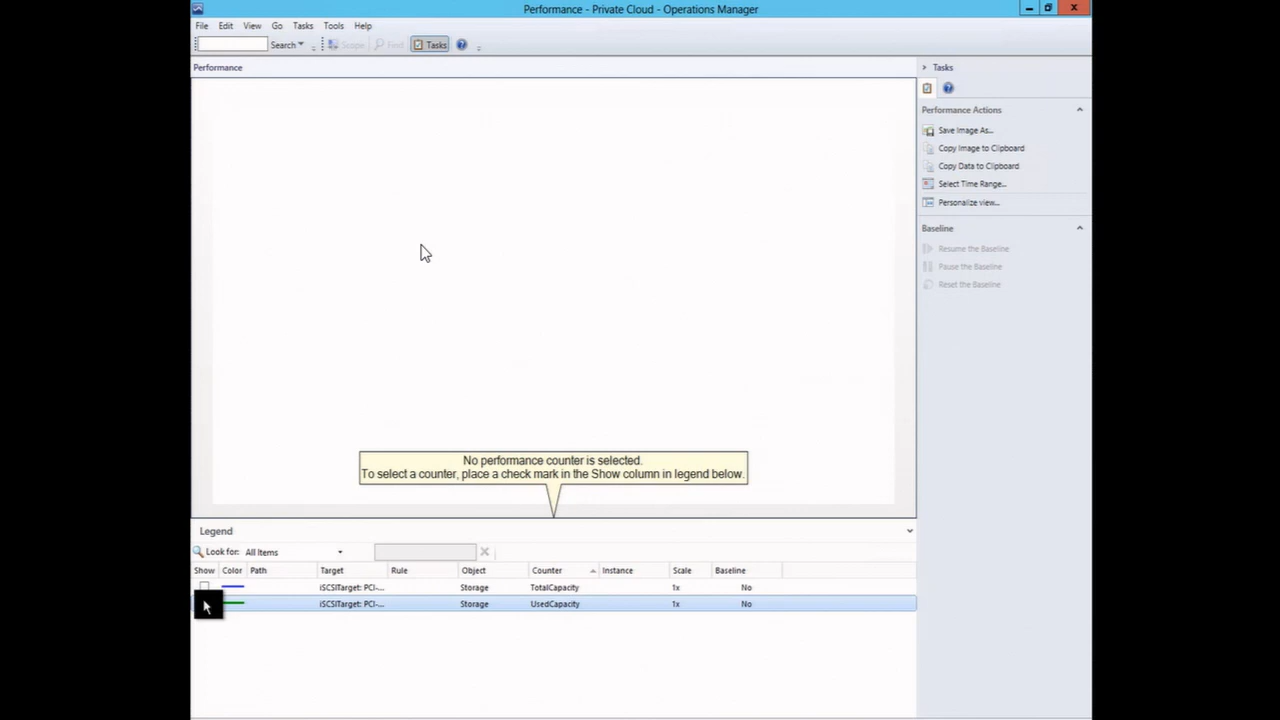 Performance - Private Cloud - Operations Manager
File Edit View Go Tasks Tools Help
Search Scope Find Tasks
Performance
Tasks
Performance Actions
Save Image As...
Copy Image to Clipboard
Copy Data to Clipboard
Select Time Range...
Personalize view...
Baseline
Resume the Baseline
Pause the Baseline
Reset the Baseline
No performance counter is selected.
To select a counter, place a check mark in the Show column in legend below.
Legend
Look for: All Items
Show Color Path Target Rule Object Counter Instance Scale Baseline
iSCSITarget: PCI-... Storage TotalCapacity 1x No
iSCSITarget: PCI-... Storage UsedCapacity 1x No